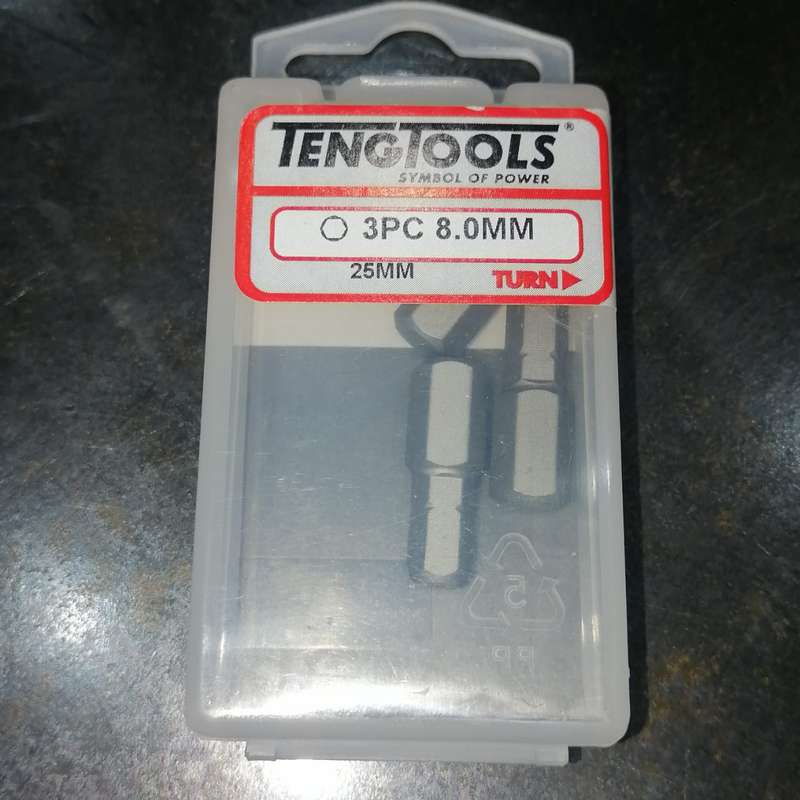 TENGTOOLS®
SYMBOL OF POWER
3PC 8.0MM
25MM
TURN
5
PP